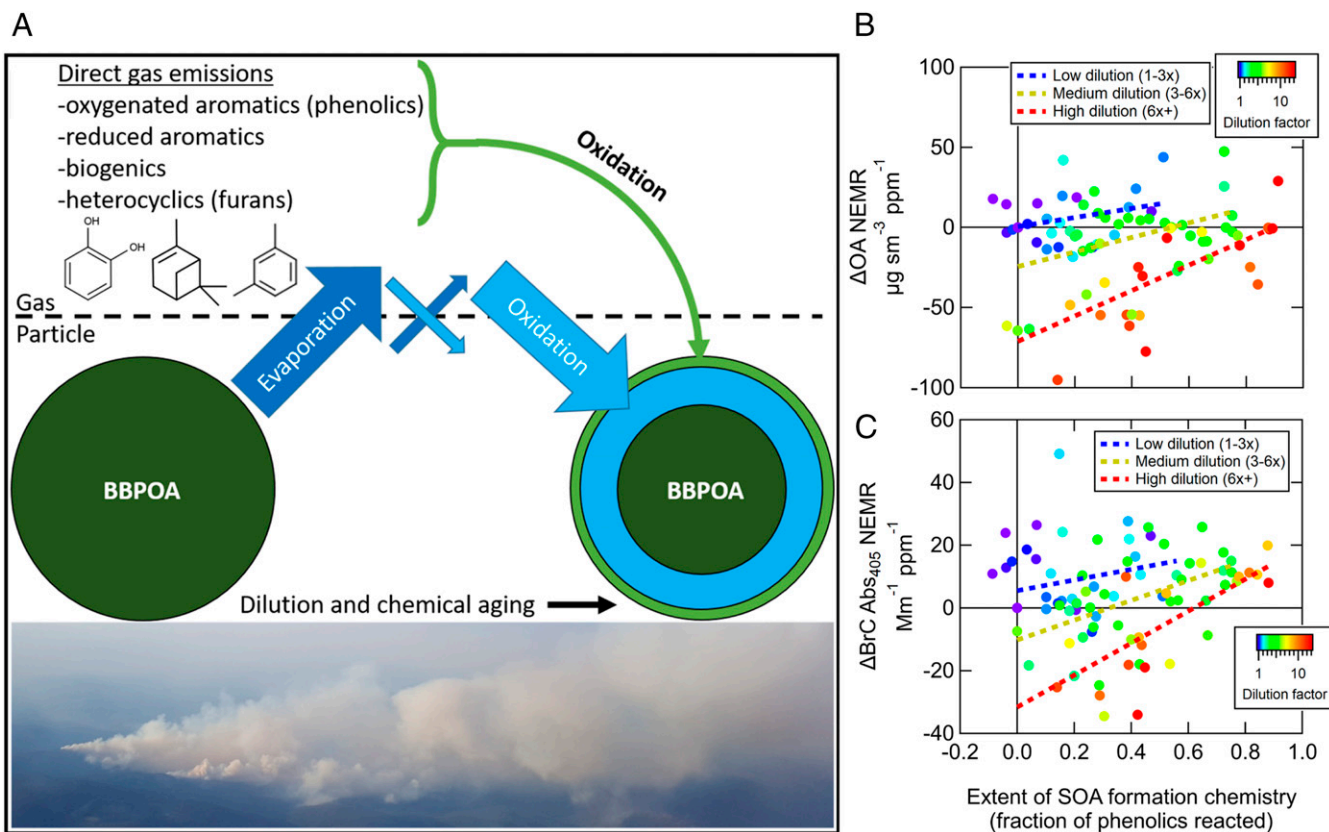 A
Direct gas emissions
-oxygenated aromatics (phenolics)
-reduced aromatics
-biogenics
-heterocyclics (furans)
OH
OH
Gas
Particle
Evaporation
Oxidation
Oxidation
BBPOA
BBPOA
Dilution and chemical aging
B
Low dilution (1-3x)
Medium dilution (3-6x)
High dilution (6x+)
1 10
Dilution factor
ΔOA NEMR
µg sm⁻³ ppm⁻¹
100
50
0
-50
-100
C
Low dilution (1-3x)
Medium dilution (3-6x)
High dilution (6x+)
1 10
Dilution factor
ΔBrC Abs₄₀₅ NEMR
Mm⁻¹ ppm⁻¹
60
40
20
0
-20
-40
-0.2 0.0 0.2 0.4 0.6 0.8 1.0
Extent of SOA formation chemistry
(fraction of phenolics reacted)